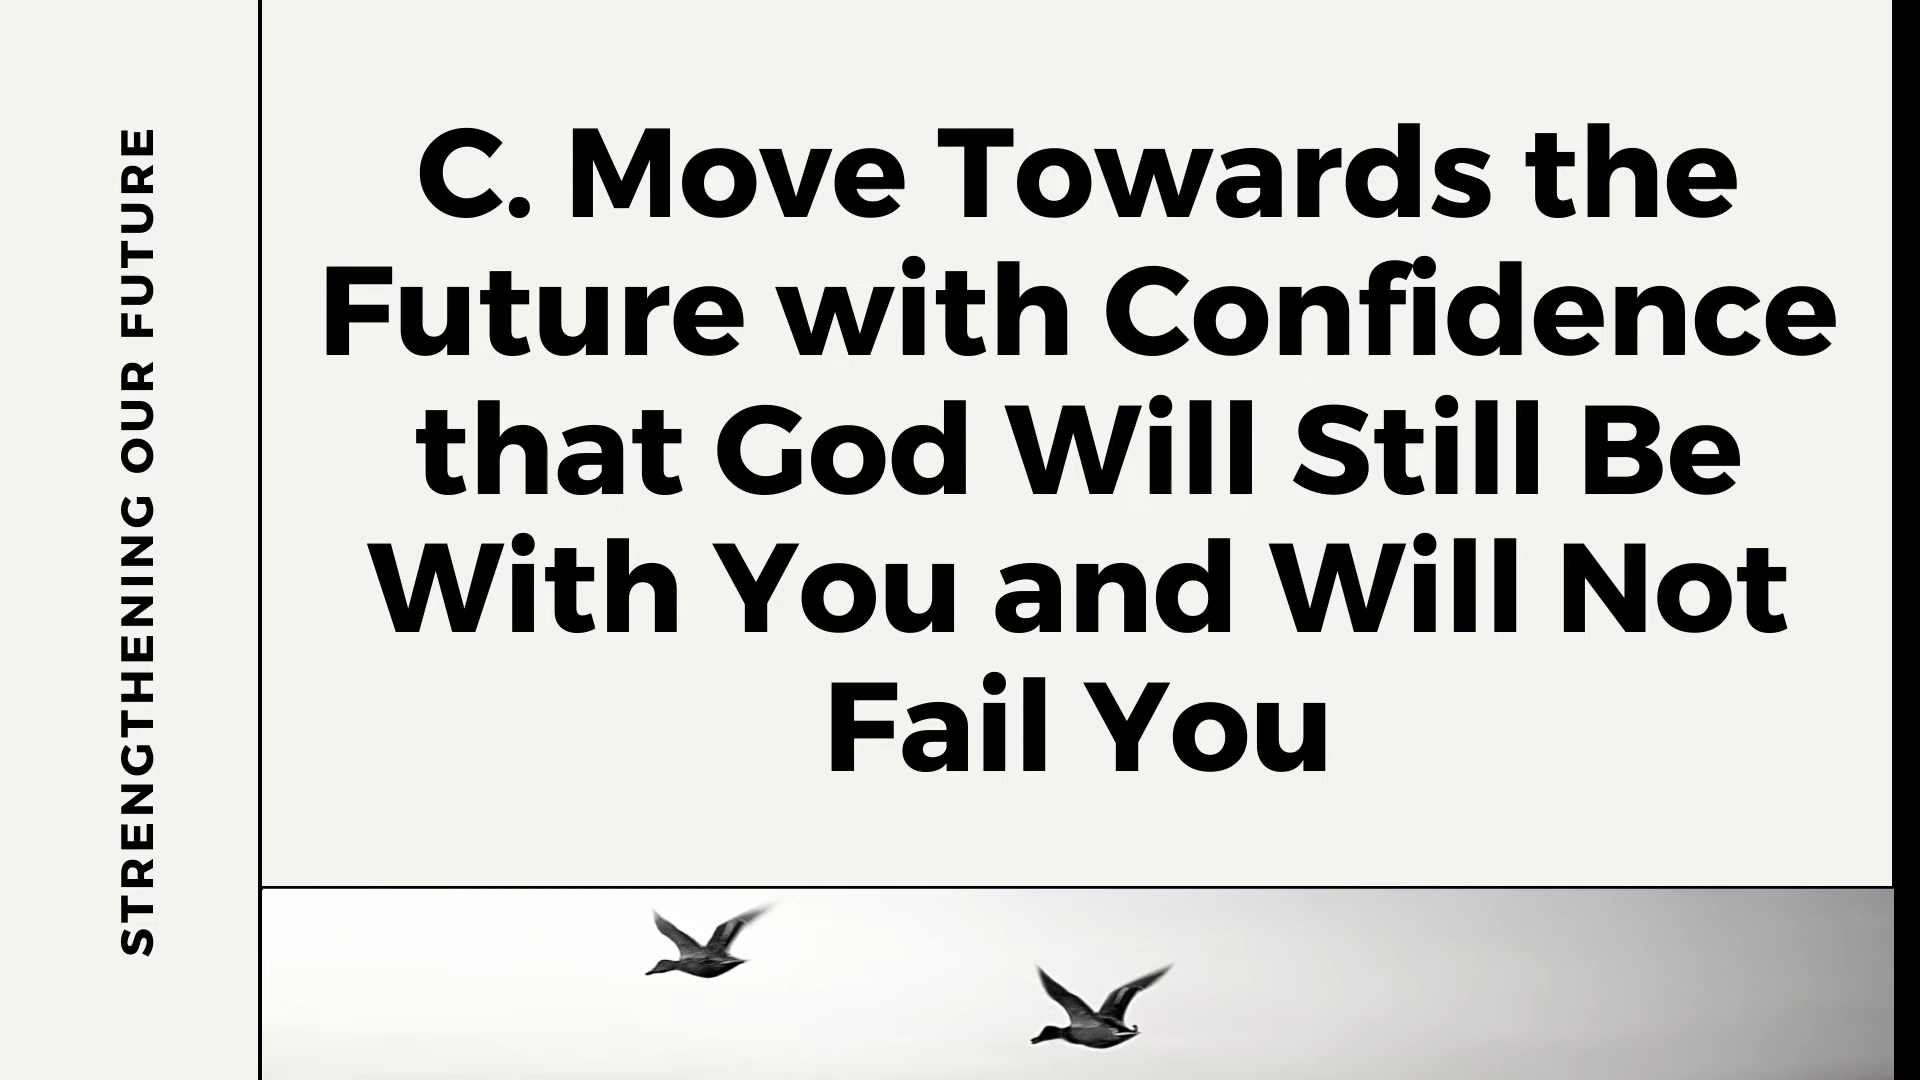 STRENGTHENING OUR FUTURE
C. Move Towards the
Future with Confidence
that God Will Still Be
With You and Will Not
Fail You